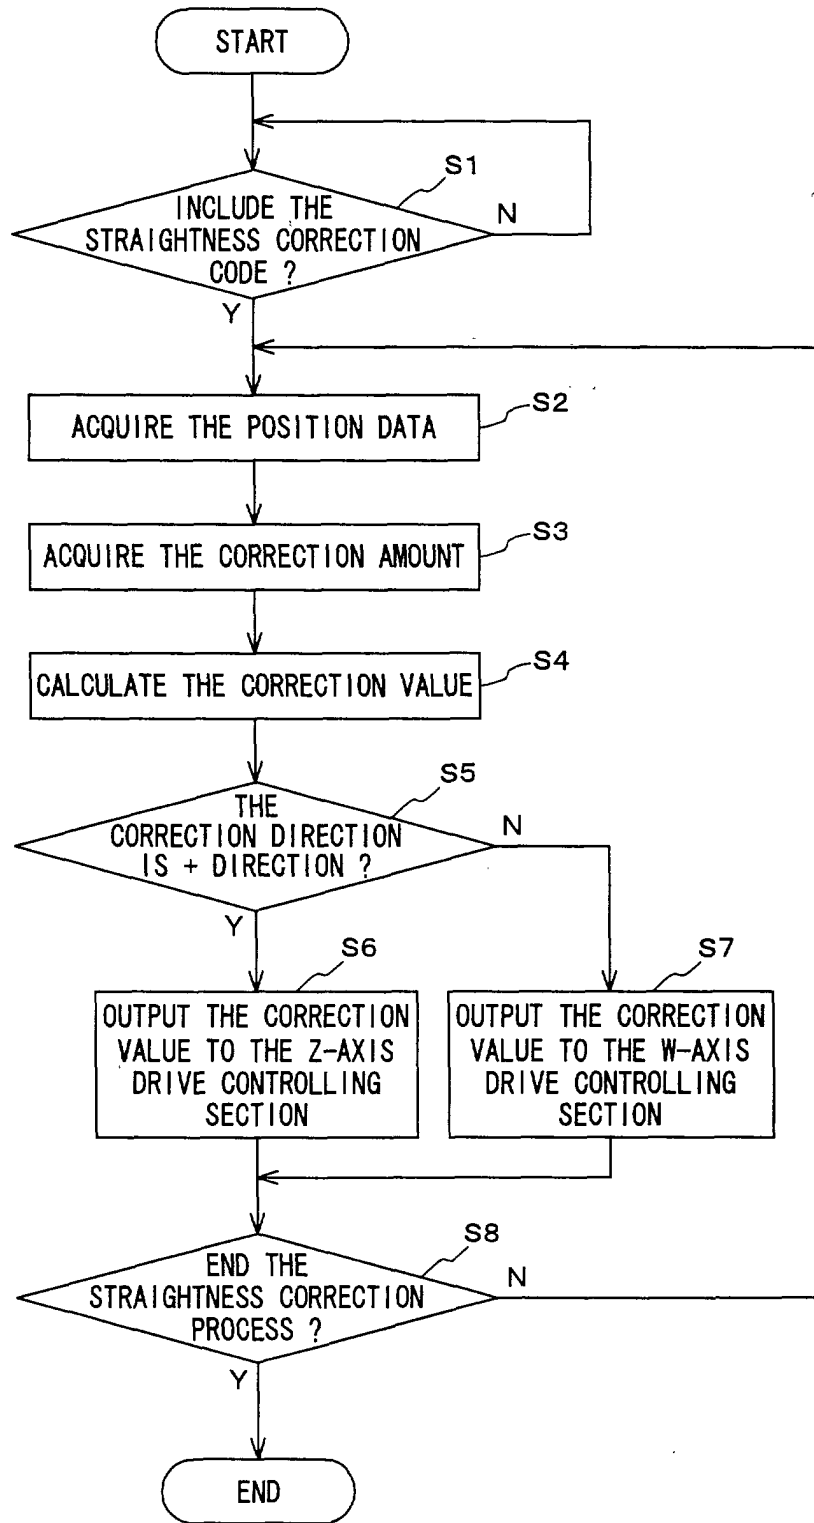 START
S1
INCLUDE THE
STRAIGHTNESS CORRECTION
CODE ?
N
Y
S2
ACQUIRE THE POSITION DATA
S3
ACQUIRE THE CORRECTION AMOUNT
S4
CALCULATE THE CORRECTION VALUE
S5
THE
CORRECTION DIRECTION
IS + DIRECTION ?
N
Y
S6
OUTPUT THE CORRECTION
VALUE TO THE Z-AXIS
DRIVE CONTROLLING
SECTION
S7
OUTPUT THE CORRECTION
VALUE TO THE W-AXIS
DRIVE CONTROLLING
SECTION
S8
END THE
STRAIGHTNESS CORRECTION
PROCESS ?
N
Y
END